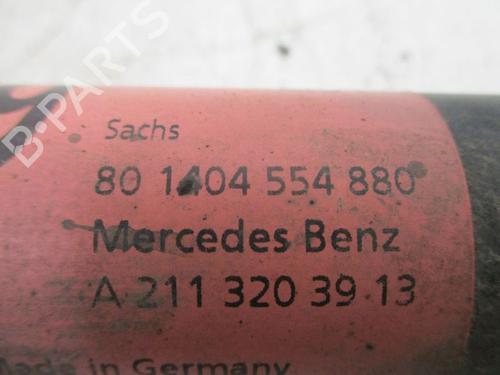 B-PARTS
Sachs
80 1404 554 880
Mercedes Benz
A 211 320 39 13
Made in Germany